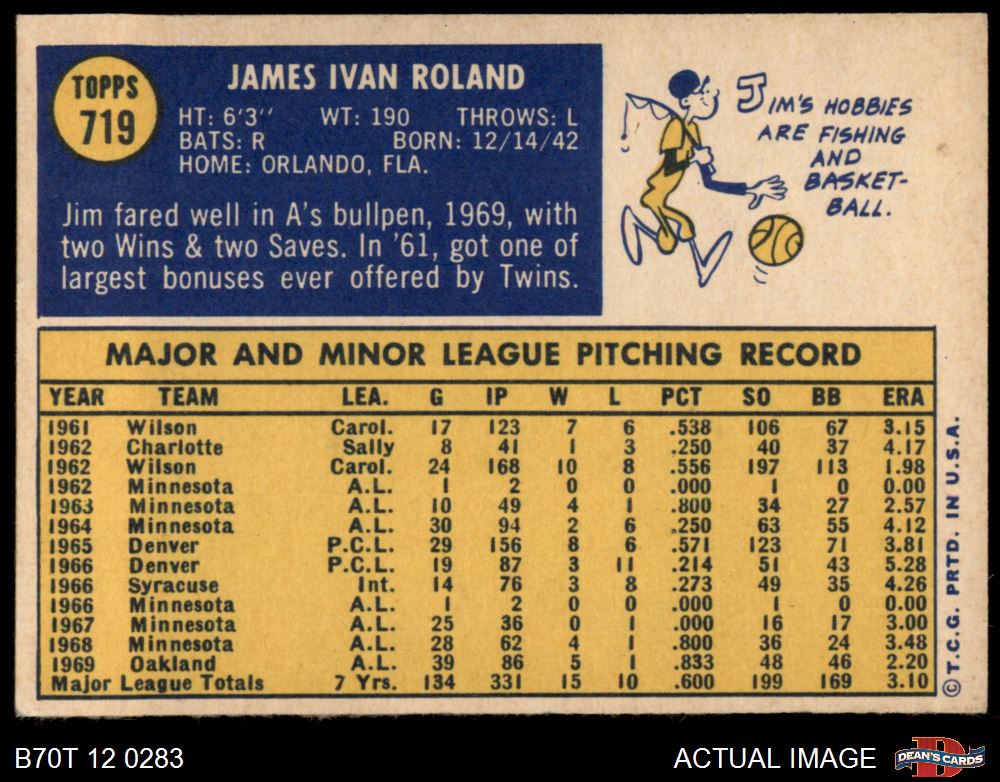 TOPPS
719
JAMES IVAN ROLAND
HT: 6'3" WT: 190 THROWS: L
BATS: R BORN: 12/14/42
HOME: ORLANDO, FLA.
Jim fared well in A's bullpen, 1969, with
two Wins & two Saves. In '61, got one of
largest bonuses ever offered by Twins.
JIM'S HOBBIES
ARE FISHING
AND
BASKET-
BALL.
MAJOR AND MINOR LEAGUE PITCHING RECORD
YEAR TEAM LEA. G IP W L PCT SO BB ERA
1961 Wilson Carol. 17 123 7 6 .538 106 67 3.15
1962 Charlotte Sally 8 41 1 3 .250 40 37 4.17
1962 Wilson Carol. 24 168 10 8 .556 197 113 1.98
1962 Minnesota A.L. 1 2 0 0 .000 1 0 0.00
1963 Minnesota A.L. 10 49 4 1 .800 34 27 2.57
1964 Minnesota A.L. 30 94 2 6 .250 63 55 4.12
1965 Denver P.C.L. 29 156 8 6 .571 123 71 3.81
1966 Denver P.C.L. 19 87 3 11 .214 51 43 5.28
1966 Syracuse Int. 14 76 3 8 .273 49 35 4.26
1966 Minnesota A.L. 1 2 0 0 .000 1 0 0.00
1967 Minnesota A.L. 25 36 0 1 .000 16 17 3.00
1968 Minnesota A.L. 28 62 4 1 .800 36 24 3.48
1969 Oakland A.L. 39 86 5 1 .833 48 46 2.20
Major League Totals 7 Yrs. 134 331 15 10 .600 199 169 3.10
© T.C.G. PRTD. IN U.S.A.
B70T 12 0283
ACTUAL IMAGE
D
DEAN'S CARDS